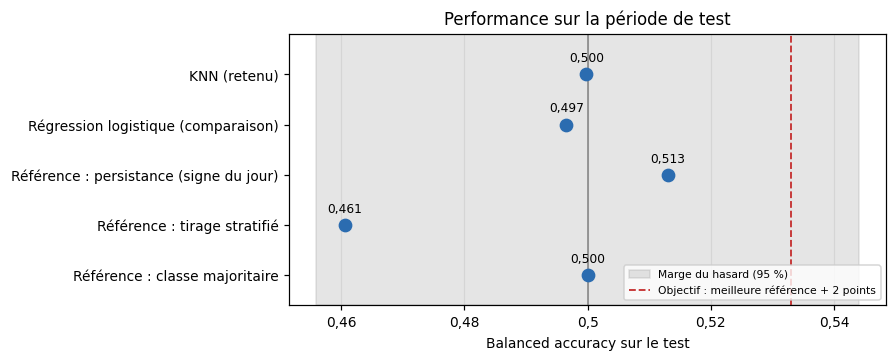 Performance sur la période de test
KNN (retenu)
0,500
Régression logistique (comparaison)
0,497
Référence : persistance (signe du jour)
0,513
Référence : tirage stratifié
0,461
Référence : classe majoritaire
0,500
Marge du hasard (95 %)
Objectif : meilleure référence + 2 points
0,46
0,48
0,5
0,52
0,54
Balanced accuracy sur le test